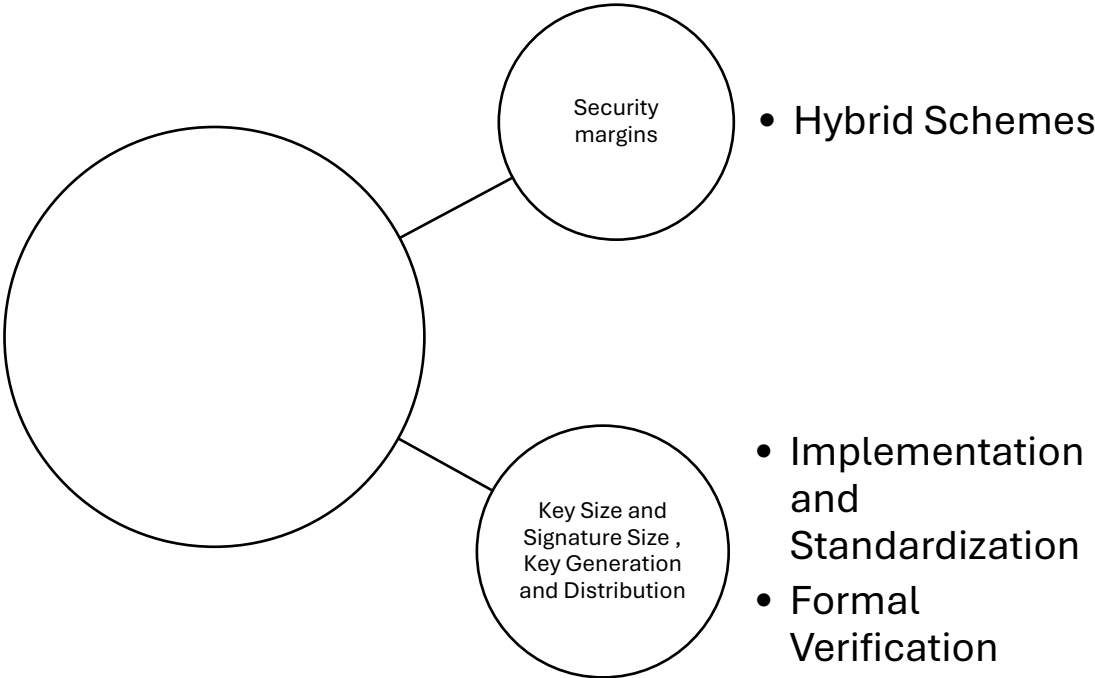 Security
margins
• Hybrid Schemes
Key Size and
Signature Size ,
Key Generation
and Distribution
• Implementation
and
Standardization
• Formal
Verification